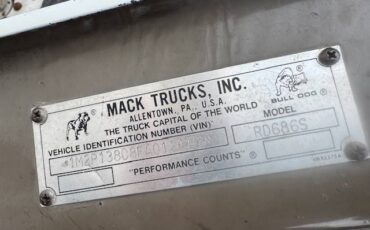 MACK TRUCKS, INC.
ALLENTOWN, PA., U.S.A.
THE TRUCK CAPITAL OF THE WORLD
BULL DOG®
VEHICLE IDENTIFICATION NUMBER (VIN)
MODEL
RD686S
"PERFORMANCE COUNTS"®